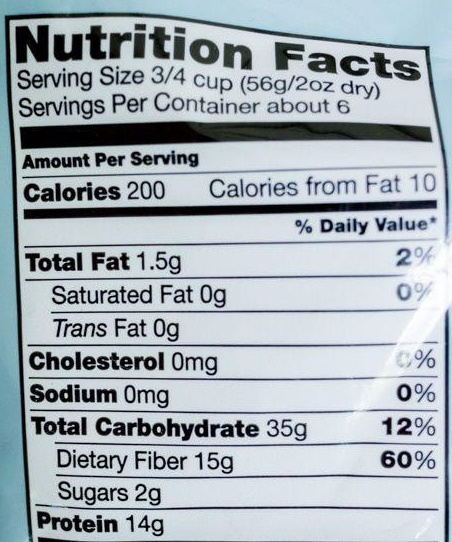 Nutrition Facts
Serving Size 3/4 cup (56g/2oz dry)
Servings Per Container about 6
Amount Per Serving
Calories 200 Calories from Fat 10
% Daily Value*
Total Fat 1.5g 2%
Saturated Fat 0g 0%
Trans Fat 0g
Cholesterol 0mg 0%
Sodium 0mg 0%
Total Carbohydrate 35g 12%
Dietary Fiber 15g 60%
Sugars 2g
Protein 14g